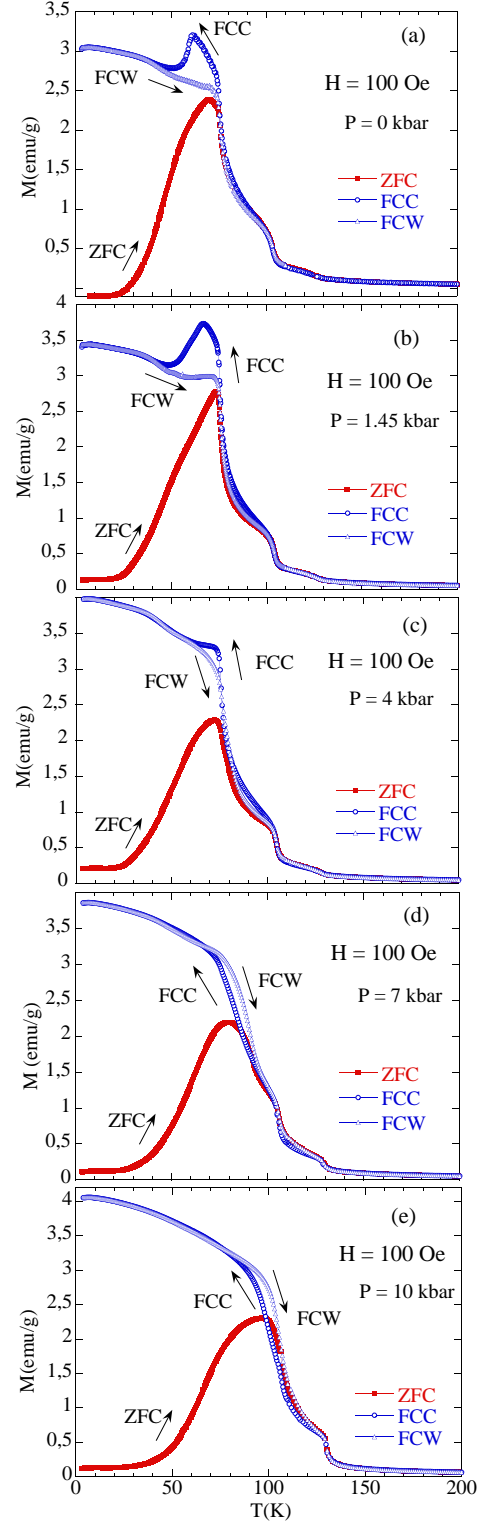 3,5
FCC
(a)
3
FCW
H = 100 Oe
2,5
P = 0 kbar
2
M(emu/g)
1,5
ZFC
FCC
1
FCW
0,5
ZFC
4
3,5
(b)
FCC
3
H = 100 Oe
FCW
2,5
P = 1.45 kbar
2
M(emu/g)
1,5
ZFC
1
FCC
ZFC
FCW
0,5
0
3,5
(c)
FCC
3
H = 100 Oe
FCW
2,5
P = 4 kbar
2
M(emu/g)
1,5
ZFC
1
FCC
ZFC
FCW
0,5
0
3,5
(d)
3
H = 100 Oe
FCC
FCW
2,5
P = 7 kbar
2
M (emu/g)
1,5
ZFC
1
FCC
ZFC
FCW
0,5
0
4
(e)
3,5
H = 100 Oe
3
FCC
P = 10 kbar
2,5
FCW
2
M(emu/g)
1,5
ZFC
1
ZFC
FCC
0,5
FCW
0
0
50
100
150
200
T(K)